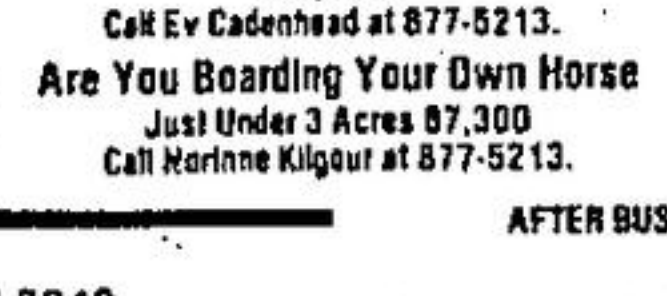 Call Ev Cadenhead at 877-5213.
Are You Boarding Your Own Horse
Just Under 3 Acres 87,300
Call Norinne Kilgour at 877-5213.
AFTER BUS